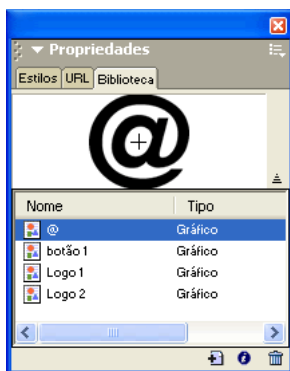 Propriedades
Estilos URL Biblioteca
@
Nome Tipo
@ Gráfico
botão 1 Gráfico
Logo 1 Gráfico
Logo 2 Gráfico